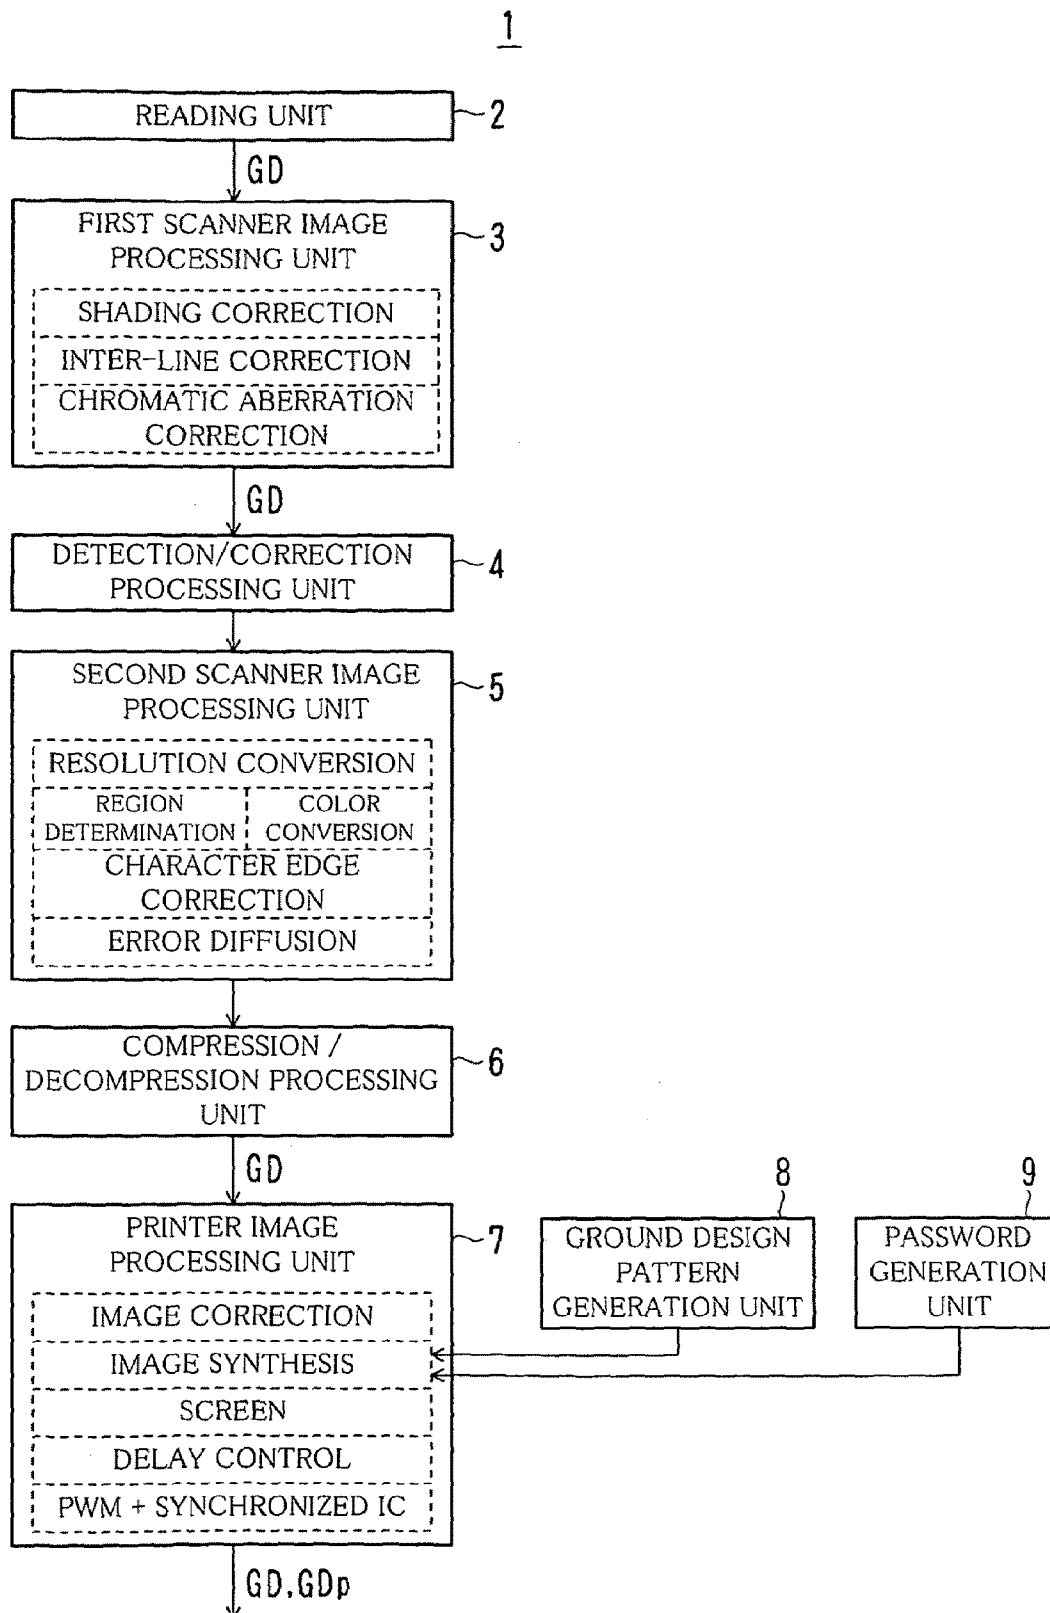 1
READING UNIT
2
GD
FIRST SCANNER IMAGE
PROCESSING UNIT
3
SHADING CORRECTION
INTER-LINE CORRECTION
CHROMATIC ABERRATION
CORRECTION
GD
DETECTION/CORRECTION
PROCESSING UNIT
4
SECOND SCANNER IMAGE
PROCESSING UNIT
5
RESOLUTION CONVERSION
REGION
DETERMINATION
COLOR
CONVERSION
CHARACTER EDGE
CORRECTION
ERROR DIFFUSION
COMPRESSION /
DECOMPRESSION PROCESSING
UNIT
6
GD
PRINTER IMAGE
PROCESSING UNIT
7
IMAGE CORRECTION
IMAGE SYNTHESIS
SCREEN
DELAY CONTROL
PWM + SYNCHRONIZED IC
8
GROUND DESIGN
PATTERN
GENERATION UNIT
9
PASSWORD
GENERATION
UNIT
GD,GDp